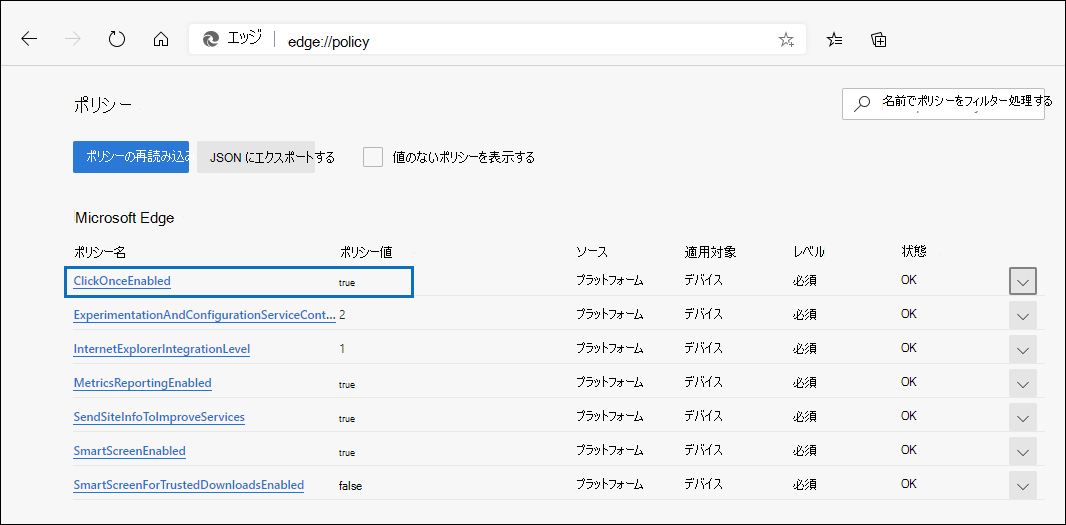 エッジ edge://policy
ポリシー
名前でポリシーをフィルター処理する
ポリシーの再読み込み JSON にエクスポートする 値のないポリシーを表示する
Microsoft Edge
ポリシー名 ポリシー値 ソース 適用対象 レベル 状態
ClickOnceEnabled true プラットフォーム デバイス 必須 OK
ExperimentationAndConfigurationServiceCont... 2 プラットフォーム デバイス 必須 OK
InternetExplorerIntegrationLevel 1 プラットフォーム デバイス 必須 OK
MetricsReportingEnabled true プラットフォーム デバイス 必須 OK
SendSiteInfoToImproveServices true プラットフォーム デバイス 必須 OK
SmartScreenEnabled true プラットフォーム デバイス 必須 OK
SmartScreenForTrustedDownloadsEnabled false プラットフォーム デバイス 必須 OK